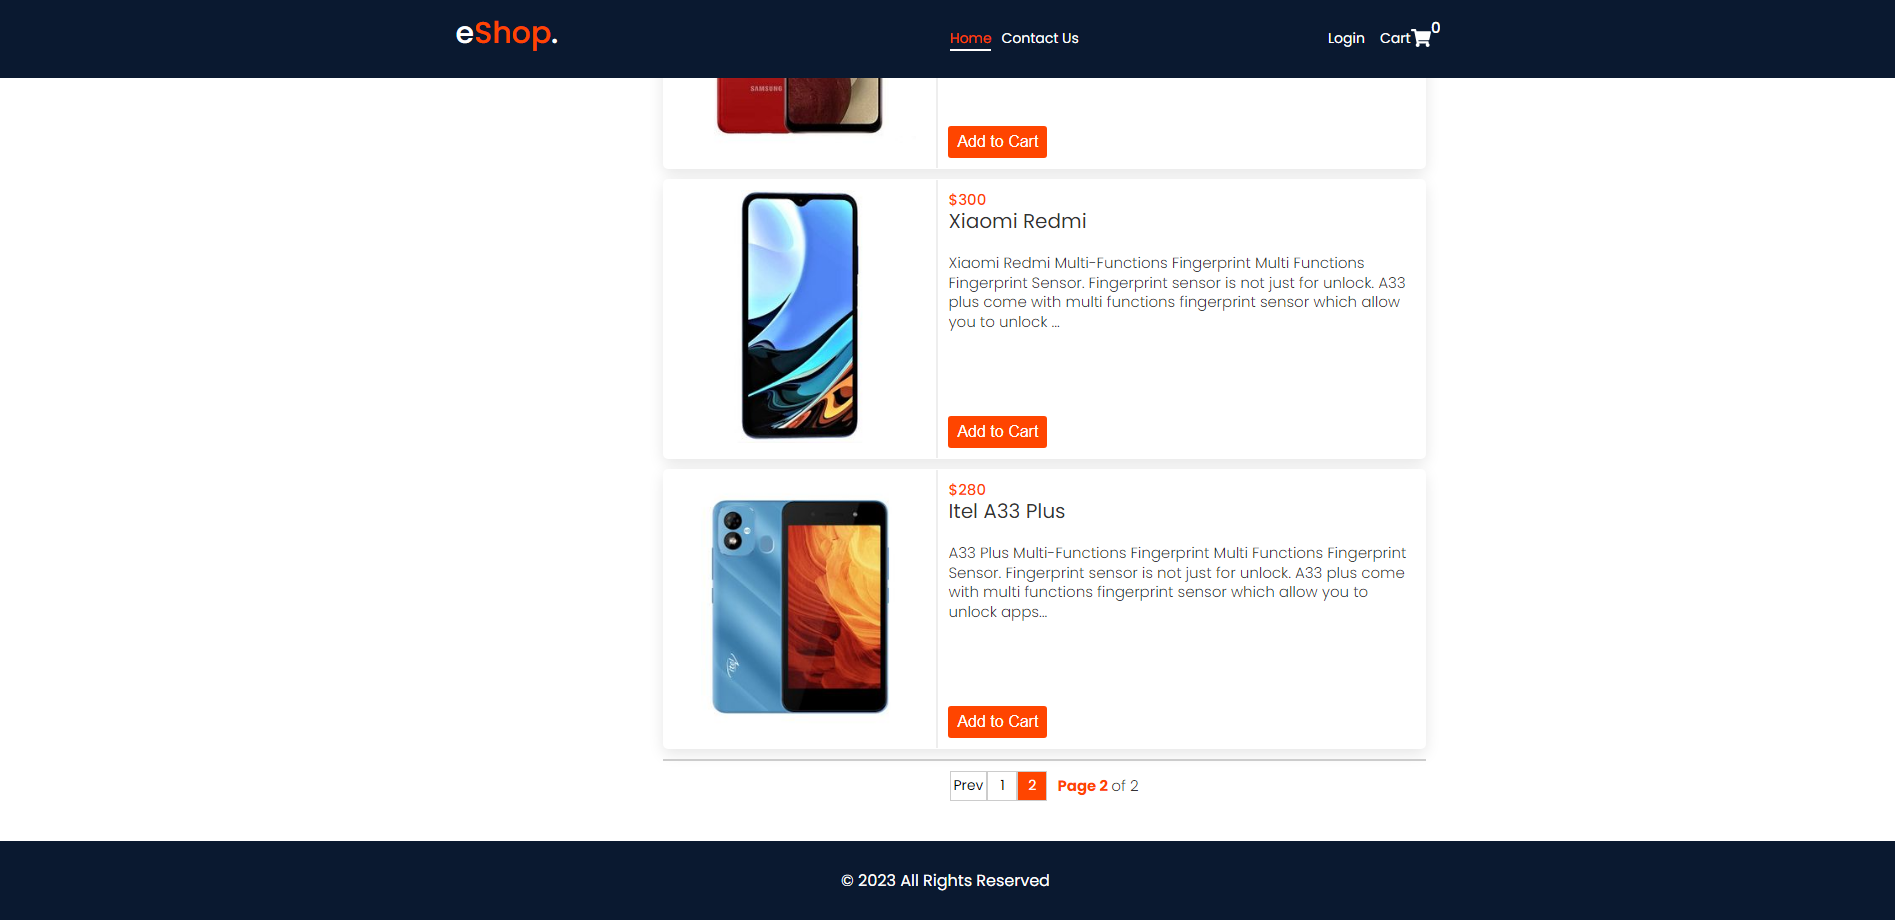 eShop.
Home Contact Us
Login Cart 0
SAMSUNG
Add to Cart
$300
Xiaomi Redmi
Xiaomi Redmi Multi-Functions Fingerprint Multi Functions
Fingerprint Sensor. Fingerprint sensor is not just for unlock. A33
plus come with multi functions fingerprint sensor which allow
you to unlock ...
Add to Cart
$280
Itel A33 Plus
A33 Plus Multi-Functions Fingerprint Multi Functions Fingerprint
Sensor. Fingerprint sensor is not just for unlock. A33 plus come
with multi functions fingerprint sensor which allow you to
unlock apps...
itel
Add to Cart
Prev 1 2 Page 2 of 2
© 2023 All Rights Reserved